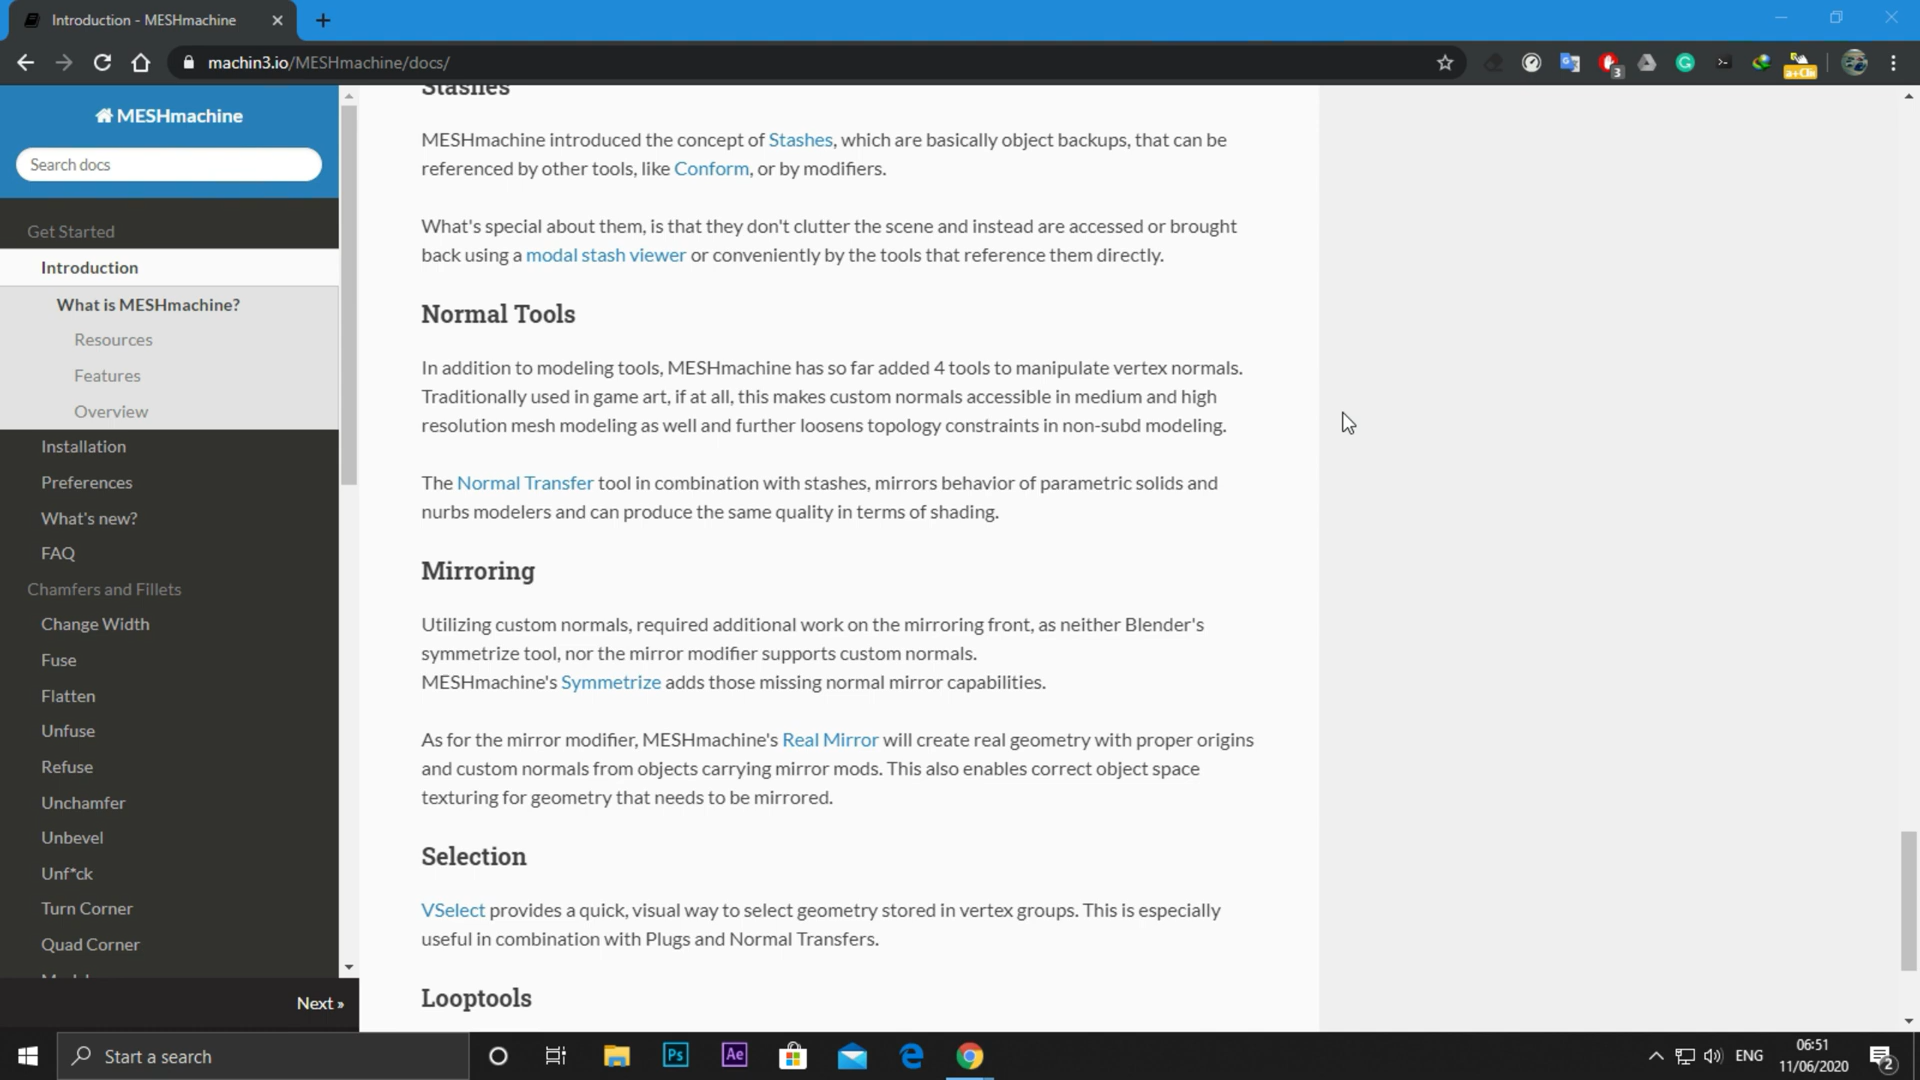 Introduction - MESHmachine
machin3.io/MESHmachine/docs/
3
a+Cli
MESHmachine
Search docs
Get Started
Introduction
What is MESHmachine?
Resources
Features
Overview
Installation
Preferences
What's new?
FAQ
Chamfers and Fillets
Change Width
Fuse
Flatten
Unfuse
Refuse
Unchamfer
Unbevel
Unf*ck
Turn Corner
Quad Corner
Next »
Stashes
MESHmachine introduced the concept of Stashes, which are basically object backups, that can be
referenced by other tools, like Conform, or by modifiers.
What's special about them, is that they don't clutter the scene and instead are accessed or brought
back using a modal stash viewer or conveniently by the tools that reference them directly.
Normal Tools
In addition to modeling tools, MESHmachine has so far added 4 tools to manipulate vertex normals.
Traditionally used in game art, if at all, this makes custom normals accessible in medium and high
resolution mesh modeling as well and further loosens topology constraints in non-subd modeling.
The Normal Transfer tool in combination with stashes, mirrors behavior of parametric solids and
nurbs modelers and can produce the same quality in terms of shading.
Mirroring
Utilizing custom normals, required additional work on the mirroring front, as neither Blender's
symmetrize tool, nor the mirror modifier supports custom normals.
MESHmachine's Symmetrize adds those missing normal mirror capabilities.
As for the mirror modifier, MESHmachine's Real Mirror will create real geometry with proper origins
and custom normals from objects carrying mirror mods. This also enables correct object space
texturing for geometry that needs to be mirrored.
Selection
VSelect provides a quick, visual way to select geometry stored in vertex groups. This is especially
useful in combination with Plugs and Normal Transfers.
Looptools
Start a search
Ps
Ae
ENG
06:51
11/06/2020
2